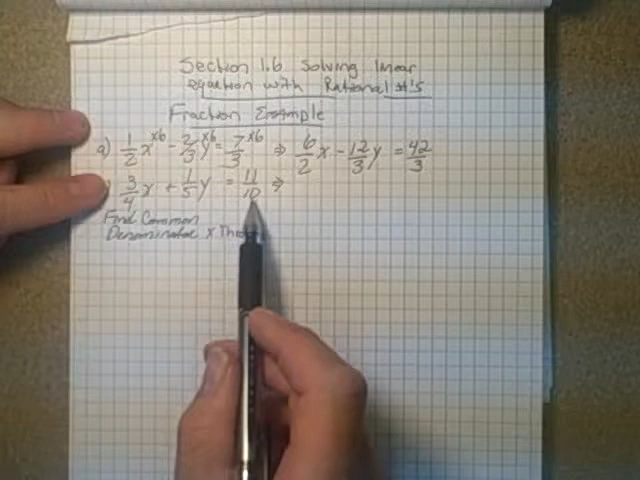 Section 1.6 Solving linear
equation with Rational #'s
Fraction Example
a) 1/2 x ×6 - 2/3 y ×6 = 7/3 ×6 ⇒ 6/2 x - 12/3 y = 42/3
3/4 x + 1/5 y = 11/10 ⇒
Find Common
Denominator x